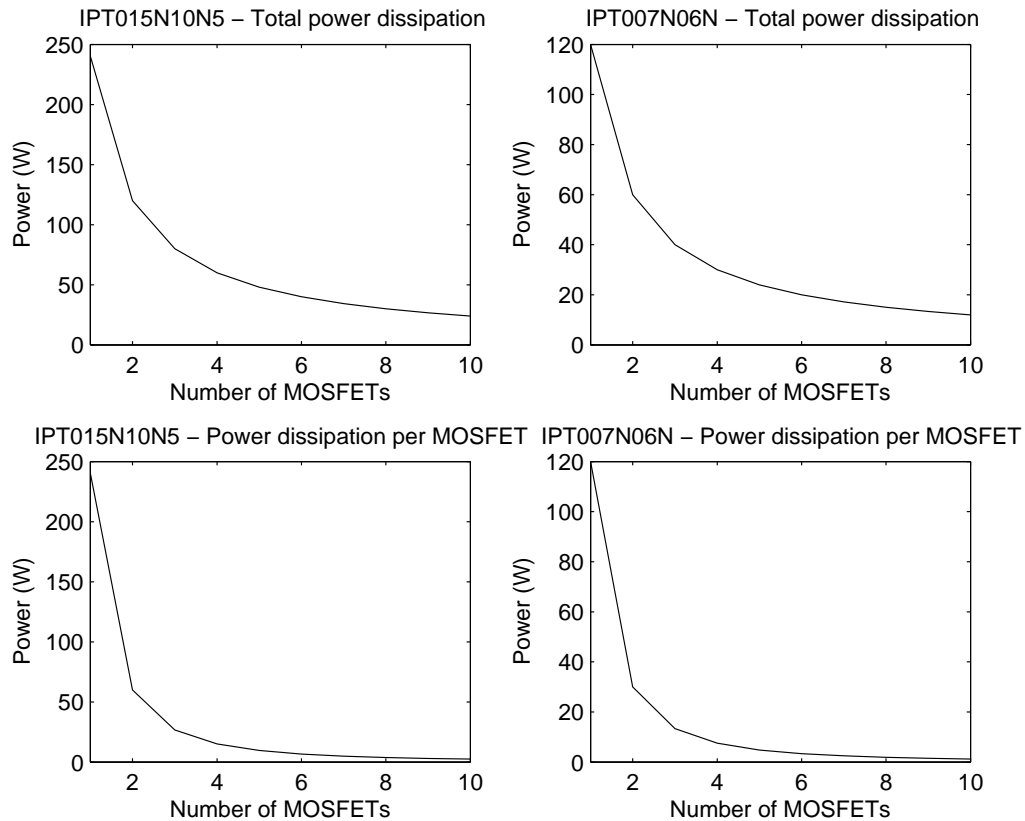 IPT015N10N5 – Total power dissipation
250
200
150
100
50
0
Power (W)
2 4 6 8 10
Number of MOSFETs
IPT007N06N – Total power dissipation
120
100
80
60
40
20
0
Power (W)
2 4 6 8 10
Number of MOSFETs
IPT015N10N5 – Power dissipation per MOSFET
250
200
150
100
50
0
Power (W)
2 4 6 8 10
Number of MOSFETs
IPT007N06N – Power dissipation per MOSFET
120
100
80
60
40
20
0
Power (W)
2 4 6 8 10
Number of MOSFETs